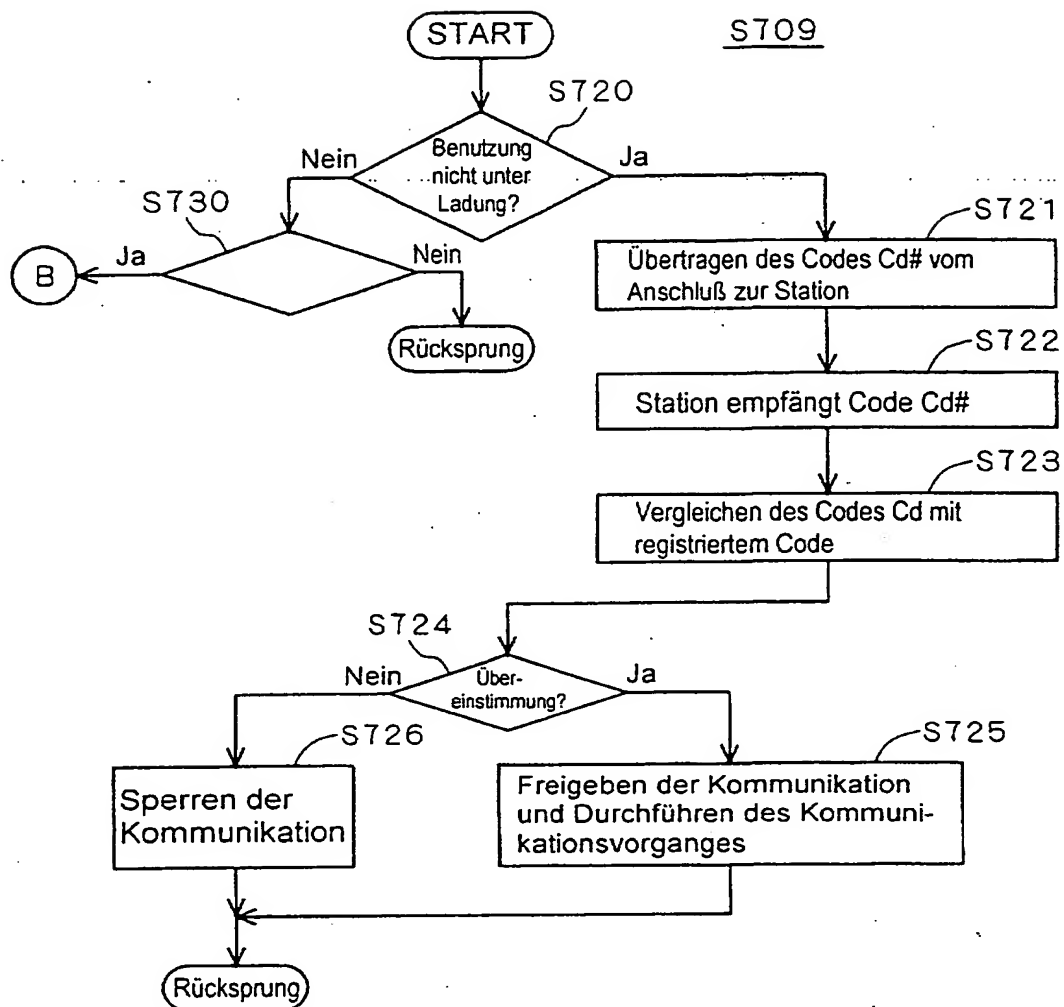 START
S709
S720
Benutzung
nicht unter
Ladung?
Nein
Ja
S730
Ja
Nein
B
Rücksprung
S721
Übertragen des Codes Cd# vom
Anschluß zur Station
S722
Station empfängt Code Cd#
S723
Vergleichen des Codes Cd mit
registriertem Code
S724
Nein
Über-
einstimmung?
Ja
S726
Sperren der
Kommunikation
S725
Freigeben der Kommunikation
und Durchführen des Kommuni-
kationsvorganges
Rücksprung